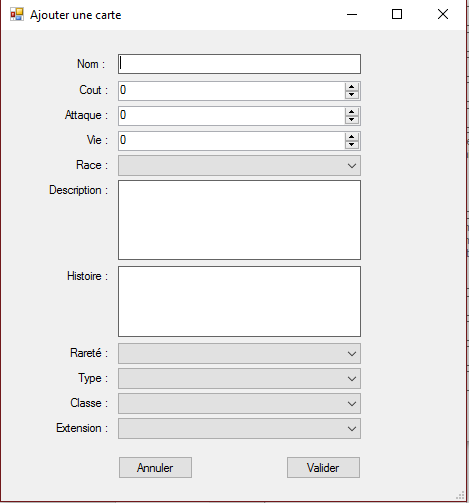 Ajouter une carte
Nom :
Cout : 0
Attaque : 0
Vie : 0
Race :
Description :
Histoire :
Rareté :
Type :
Classe :
Extension :
Annuler Valider